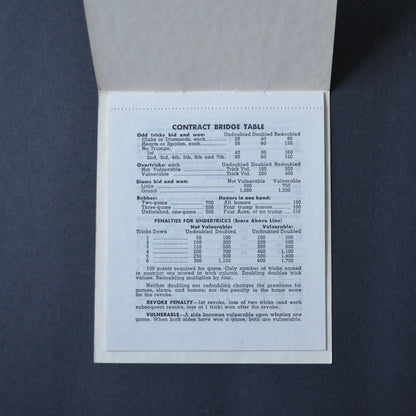 CONTRACT BRIDGE TABLE
Odd tricks bid and won: Undoubled Doubled Redoubled
Clubs or Diamonds, each 20 40 80
Hearts or Spades, each 30 60 120
No Trumps:
1st 40 80 160
2nd, 3rd, 4th, 5th, 6th and 7th 30 60 120
Overtricks: each Undoubled Doubled Redoubled
Not Vulnerable Trick Val. 100 200
Vulnerable Trick Val. 200 400
Slams bid and won: Not Vulnerable Vulnerable
Little 500 750
Grand 1,000 1,500
Rubber: Honors in one hand:
Two-game 700 All honors 150
Three-game 500 Four trump honors 100
Unfinished, one-game 300 Four Aces, at no trump 150
PENALTIES FOR UNDERTRICKS (Score Above Line)
Not Vulnerable: Vulnerable:
Tricks Down Undoubled Doubled Undoubled Doubled
1 50 100 100 200
2 100 300 200 500
3 150 500 300 800
4 200 700 400 1,100
5 250 900 500 1,400
6 300 1,100 600 1,700
100 points required for game. Only number of tricks named
in contract are scored in trick column. Doubling doubles trick
values. Redoubling multiplies by four.
Neither doubling nor redoubling changes the premiums for
games, slams, and honors; nor the penalty in the honor score
for the revoke.
REVOKE PENALTY—1st revoke, loss of two tricks (and each
subsequent revoke, loss of 1 trick) won after the revoke.
VULNERABLE—A side becomes vulnerable upon winning one
game. When both sides have won a game, both are vulnerable.